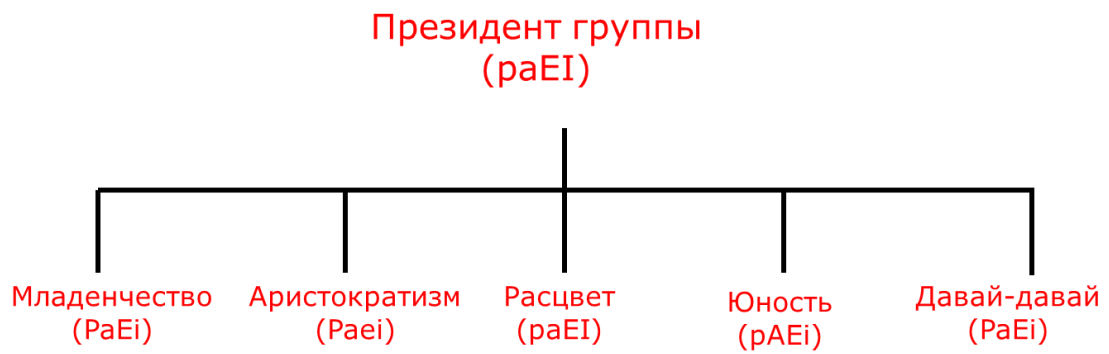 Президент группы
(paEI)
Младенчество
(PaEi)
Аристократизм
(Paei)
Расцвет
(paEI)
Юность
(pAEi)
Давай-давай
(PaEi)